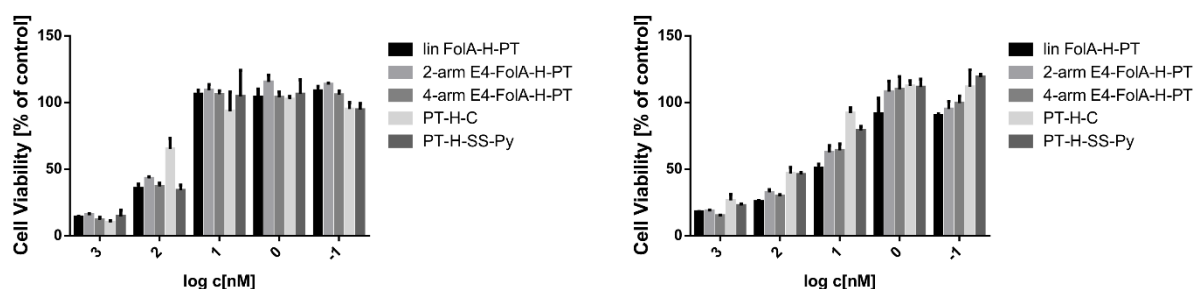 Cell Viability [% of control]
150
100
50
0
3
2
1
0
-1
log c[nM]
lin FolA-H-PT
2-arm E4-FolA-H-PT
4-arm E4-FolA-H-PT
PT-H-C
PT-H-SS-Py
Cell Viability [% of control]
150
100
50
0
3
2
1
0
-1
log c[nM]
lin FolA-H-PT
2-arm E4-FolA-H-PT
4-arm E4-FolA-H-PT
PT-H-C
PT-H-SS-Py